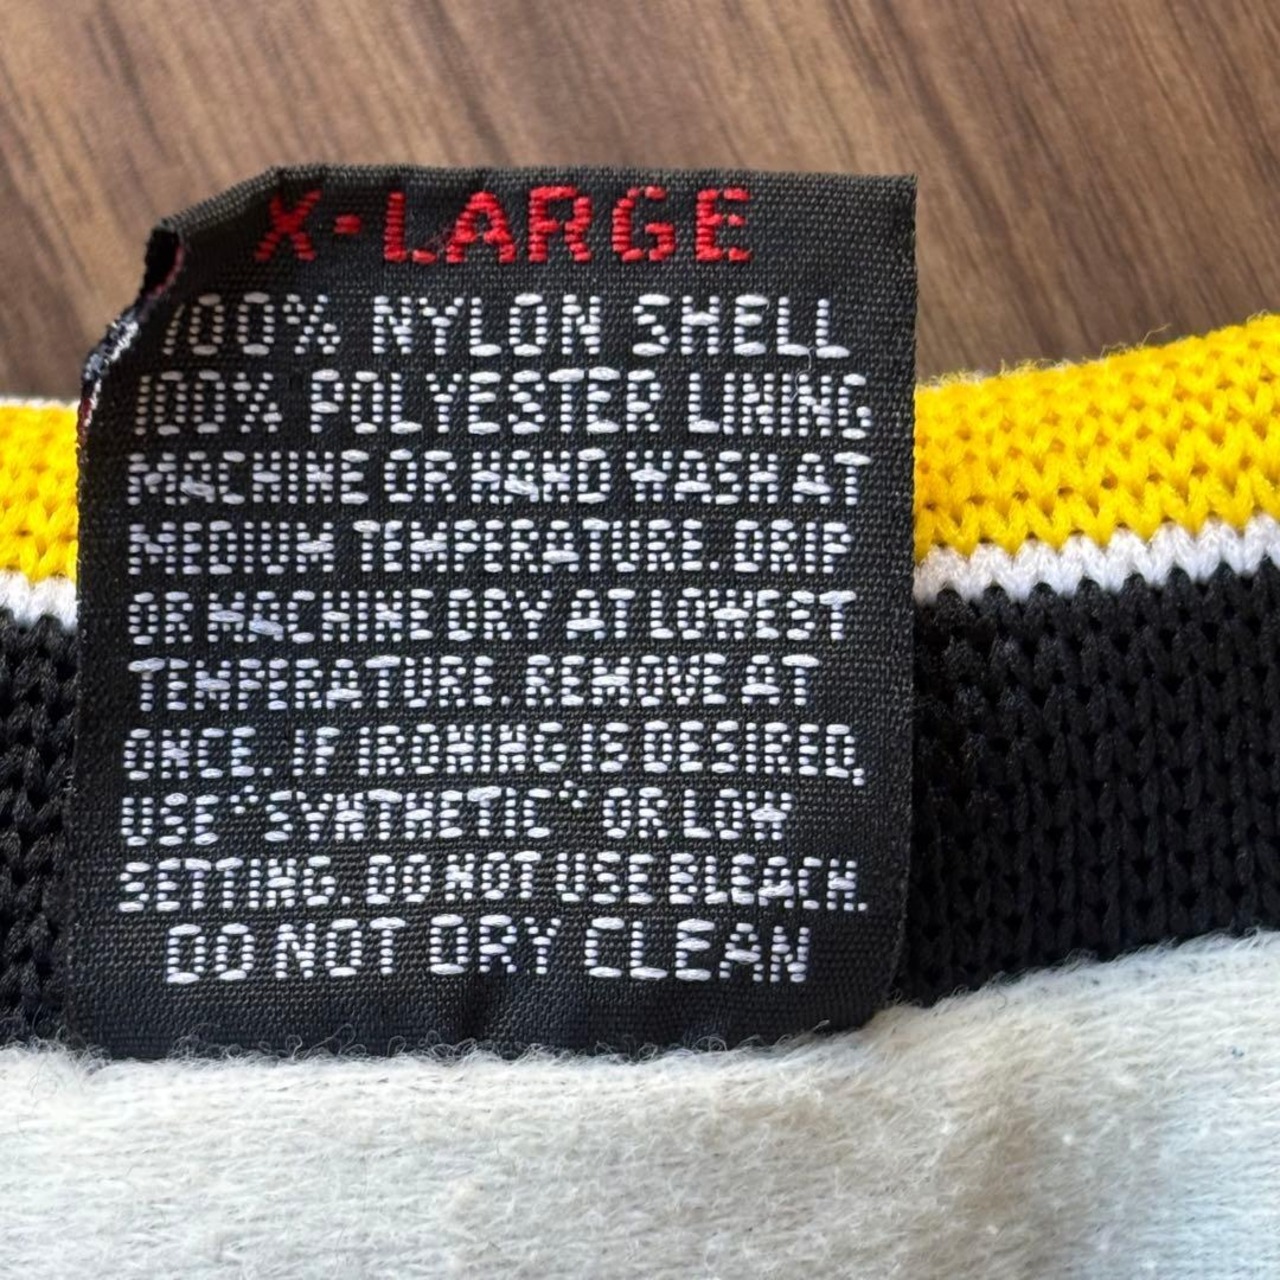 X-LARGE
100% NYLON SHELL
100% POLYESTER LINING
MACHINE OR HAND WASH AT
MEDIUM TEMPERATURE. DRIP
OR MACHINE DRY AT LOWEST
TEMPERATURE. REMOVE AT
ONCE. IF IRONING IS DESIRED,
USE "SYNTHETIC" OR LOW
SETTING. DO NOT USE BLEACH.
DO NOT DRY CLEAN